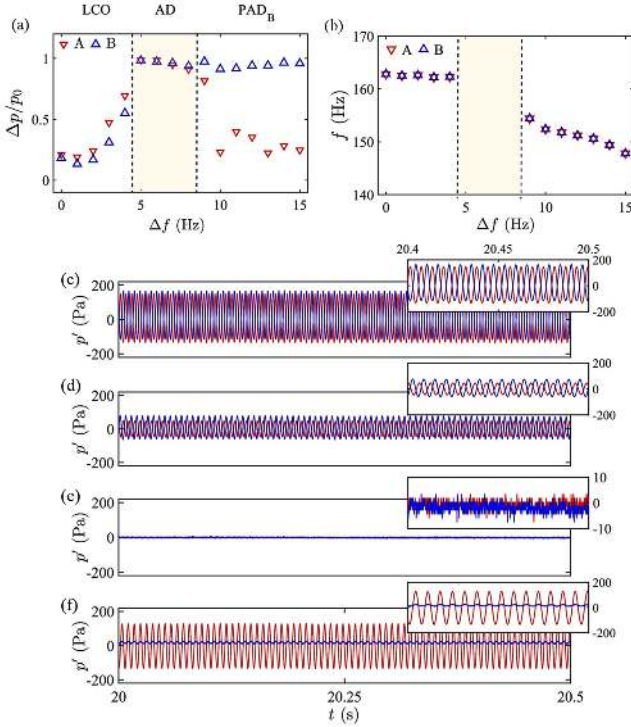 LCO AD PAD_B
(a) (b)
A B A B
Δp/p₀
1
0.5
0
0 5 10 15
Δf (Hz)
f (Hz)
170
160
150
140
0 5 10 15
Δf (Hz)
20.4 20.45 20.5
(c)
p′ (Pa)
200
0
-200
200
0
-200
(d)
p′ (Pa)
200
0
-200
200
0
-200
(e)
p′ (Pa)
200
0
-200
10
0
-10
(f)
p′ (Pa)
200
0
-200
200
0
-200
20 20.25 20.5
t (s)